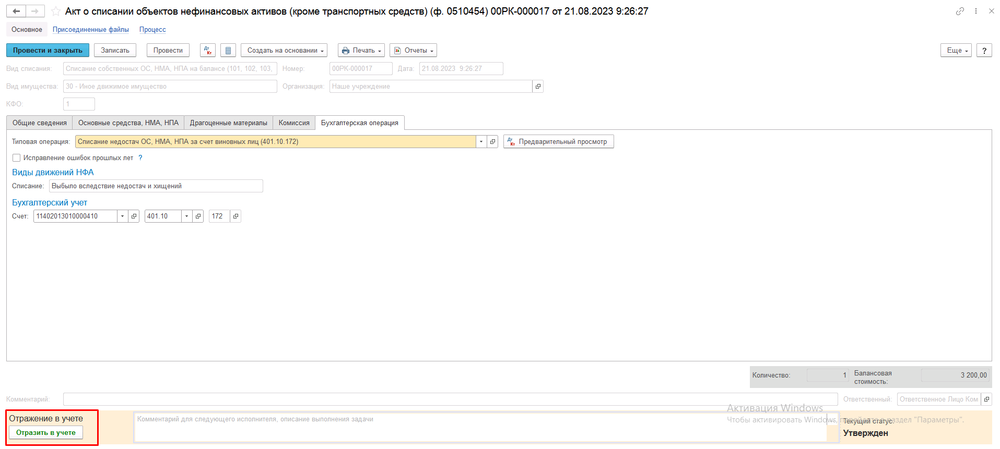 Акт о списании объектов нефинансовых активов (кроме транспортных средств) (ф. 0510454) 00РК-000017 от 21.08.2023 9:26:27
Основное Присоединенные файлы Процесс
Провести и закрыть Записать Провести Дт Кт Создать на основании Печать Отчеты Еще ?
Вид списания: Списание собственных ОС, НМА, НПА на балансе (101, 102, 103, Номер: 00РК-000017 Дата: 21.08.2023 9:26:27
Вид имущества: 30 - Иное движимое имущество Организация: Наше учреждение
КФО: 1
Общие сведения Основные средства, НМА, НПА Драгоценные материалы Комиссия Бухгалтерская операция
Типовая операция: Списание недостач ОС, НМА, НПА за счет виновных лиц (401.10.172) Дт Кт Предварительный просмотр
Исправление ошибок прошлых лет ?
Виды движений НФА
Списание: Выбыло вследствие недостач и хищений
Бухгалтерский учет
Счет: 11402013010000410 401.10 172
Количество: 1 Балансовая стоимость: 3 200,00
Комментарий: Ответственный: Ответственное Лицо Ком
Активация Windows
Чтобы активировать Windows, перейдите в раздел "Параметры".
Отражение в учете Комментарий для следующего исполнителя, описание выполнения задачи Текущий статус:
Отразить в учете Утвержден